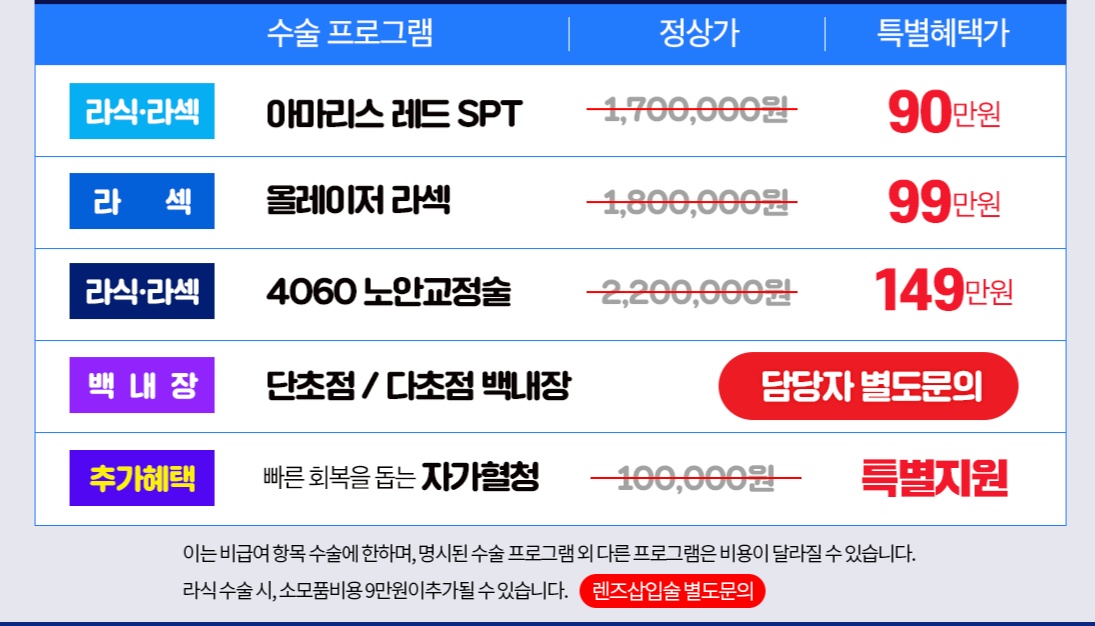 수술 프로그램 정상가 특별혜택가
라식·라섹 아마리스 레드 SPT 1,700,000원 90만원
라 섹 올레이저 라섹 1,800,000원 99만원
라식·라섹 4060 노안교정술 2,200,000원 149만원
백 내 장 단초점 / 다초점 백내장 담당자 별도문의
추가혜택 빠른 회복을 돕는 자가혈청 100,000원 특별지원
이는 비급여 항목 수술에 한하며, 명시된 수술 프로그램 외 다른 프로그램은 비용이 달라질 수 있습니다.
라식 수술 시, 소모품비용 9만원이추가될 수 있습니다. 렌즈삽입술 별도문의